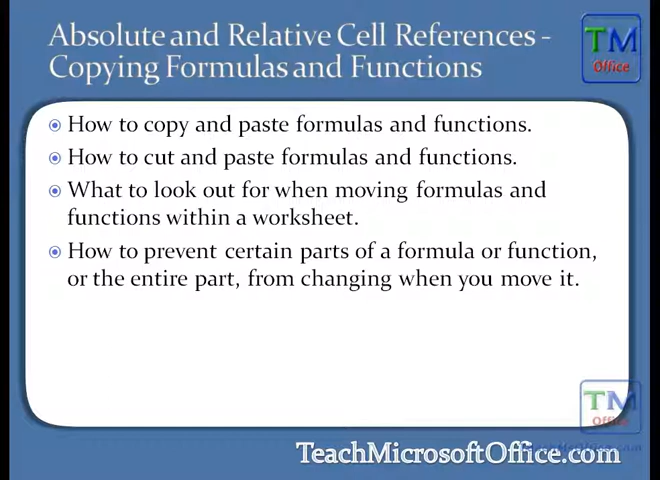 Absolute and Relative Cell References -
Copying Formulas and Functions
TM
Office
How to copy and paste formulas and functions.
How to cut and paste formulas and functions.
What to look out for when moving formulas and
functions within a worksheet.
How to prevent certain parts of a formula or function,
or the entire part, from changing when you move it.
TM
Office
TeachMicrosoftOffice.com